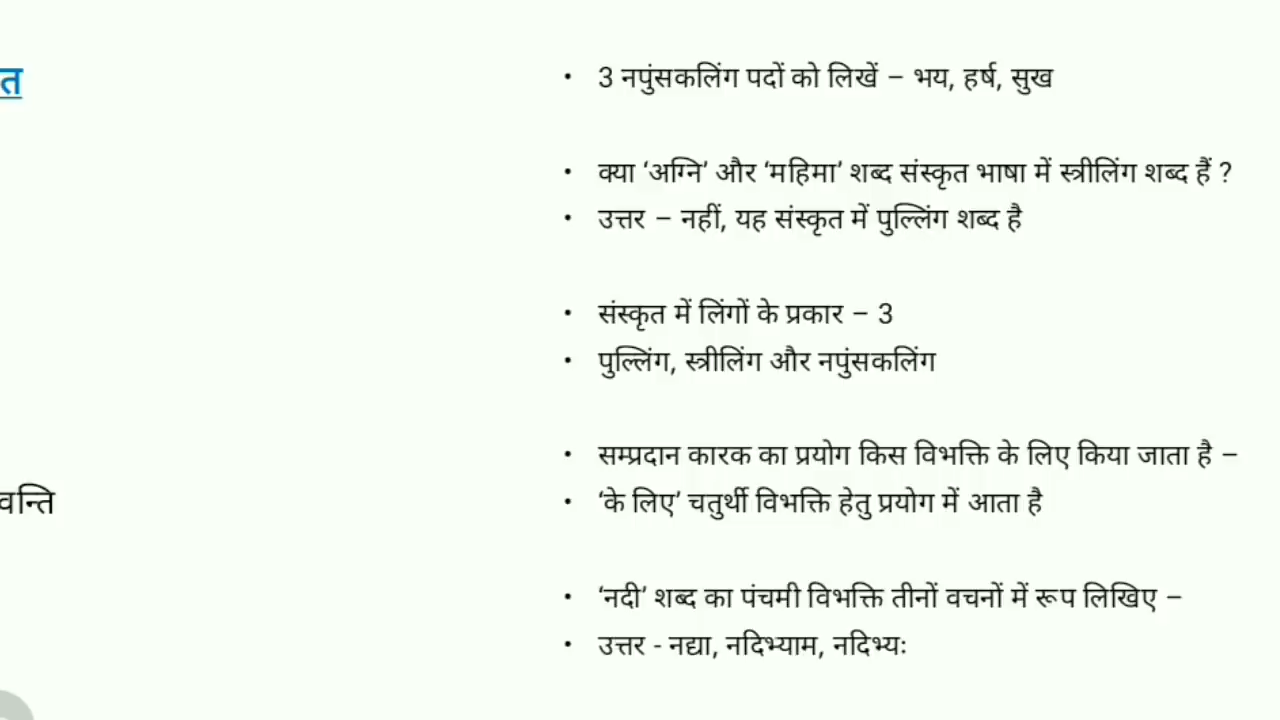 त
• 3 नपुंसकलिंग पदों को लिखें – भय, हर्ष, सुख
• क्या ‘अग्नि’ और ‘महिमा’ शब्द संस्कृत भाषा में स्त्रीलिंग शब्द हैं ?
• उत्तर – नहीं, यह संस्कृत में पुल्लिंग शब्द है
• संस्कृत में लिंगों के प्रकार – 3
• पुल्लिंग, स्त्रीलिंग और नपुंसकलिंग
• सम्प्रदान कारक का प्रयोग किस विभक्ति के लिए किया जाता है –
वन्ति
• ‘के लिए’ चतुर्थी विभक्ति हेतु प्रयोग में आता है
• ‘नदी’ शब्द का पंचमी विभक्ति तीनों वचनों में रूप लिखिए –
• उत्तर - नद्या, नदिभ्याम, नदिभ्यः